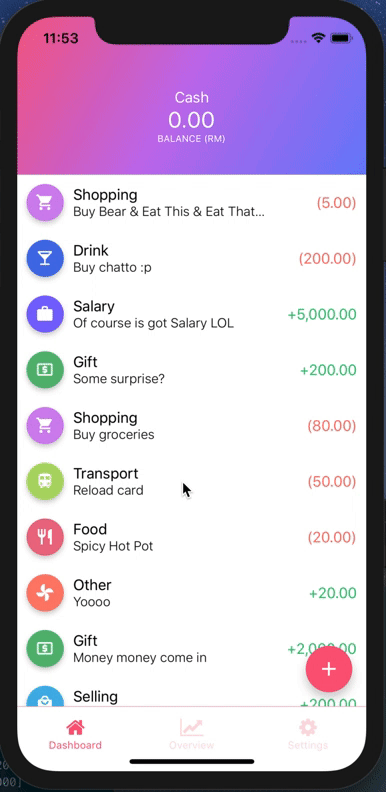 11:53
Cash
0.00
BALANCE (RM)
Shopping
Buy Bear & Eat This & Eat That...
(5.00)
Drink
Buy chatto :p
(200.00)
Salary
Of course is got Salary LOL
+5,000.00
Gift
Some surprise?
+200.00
Shopping
Buy groceries
(80.00)
Transport
Reload card
(50.00)
Food
Spicy Hot Pot
(20.00)
Other
Yoooo
+20.00
Gift
Money money come in
Selling
+200.00
Dashboard
Overview
Settings